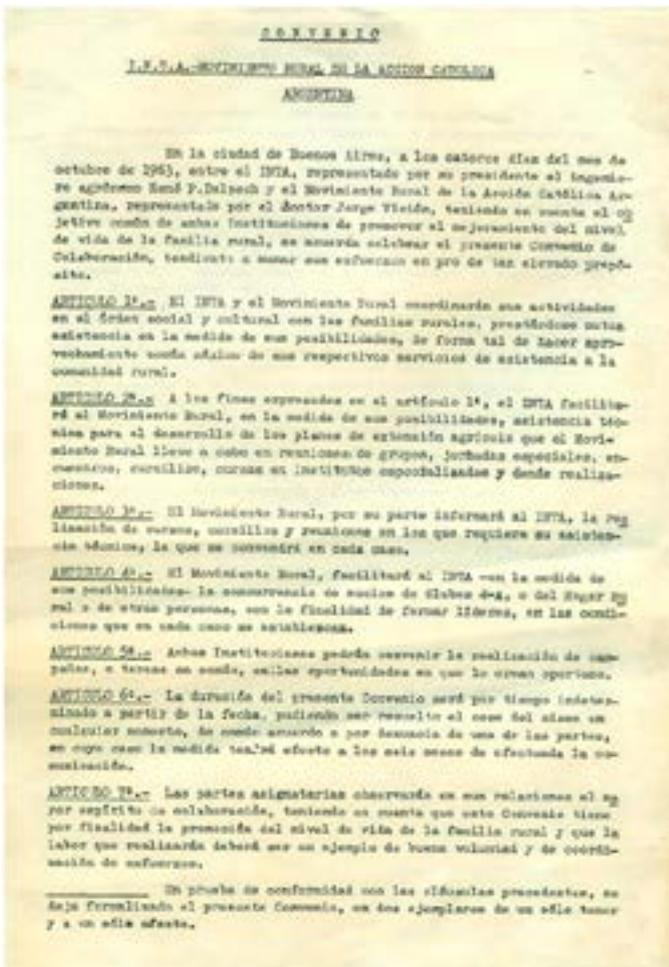 CONVENIO
I.N.T.A.-MOVIMIENTO RURAL DE LA ACCION CATOLICA
ARGENTINA
En la ciudad de Buenos Aires, a los catorce días del mes de
octubre de 1963, entre el INTA, representado por su presidente el ingenie-
ro agrónomo René P.Delpech y el Movimiento Rural de la Acción Católica Ar-
gentina, representado por el doctor Jorge Vicién, teniendo en cuenta el ob
jetivo común de ambas Instituciones de promover el mejoramiento del nivel
de vida de la familia rural, se acuerda celebrar el presente Convenio de
Colaboración, tendiente a sumar sus esfuerzos en pro de tan elevado propó-
sito.
ARTICULO 1º.- El INTA y el Movimiento Rural coordinarán sus actividades
en el órden social y cultural con las familias rurales, prestándose mutua
asistencia en la medida de sus posibilidades, de forma tal de hacer apro-
vechamiento común máximo de sus respectivos servicios de asistencia a la
comunidad rural.
ARTICULO 2º.- A los fines expresados en el artículo 1º, el INTA facilita-
rá al Movimiento Rural, en la medida de sus posibilidades, asistencia téc-
nica para el desarrollo de los planes de extensión agrícola que el Movi-
miento Rural lleve a cabo en reuniones de grupos, jornadas especiales, en-
cuentros, cursillos, cursos en Institutos especializados y demás realiza-
ciones.
ARTICULO 3º.- El Movimiento Rural, por su parte informará al INTA, la rea
lización de cursos, cursillos y reuniones en los que requiera su asisten-
cia técnica, la que se convendrá en cada caso.
ARTICULO 4º.- El Movimiento Rural, facilitará al INTA -en la medida de
sus posibilidades- la concurrencia de socios de Clubes 4-A, o del Hogar Ru
ral o de otras personas, con la finalidad de formar líderes, en las condi-
ciones que en cada caso se establezcan.
ARTICULO 5º.- Ambas Instituciones podrán convenir la realización de cam-
pañas, o tareas en común, en las oportunidades en que lo crean oportuno.
ARTICULO 6º.- La duración del presente Convenio será por tiempo indeter-
minado a partir de la fecha, pudiendo ser resuelto el cese del mismo en
cualquier momento, de común acuerdo o por denuncia de una de las partes,
en cuyo caso la medida tendrá efecto a los seis meses de efectuada la co-
municación.
ARTICULO 7º.- Las partes signatarias observarán en sus relaciones el ma
yor espíritu de colaboración, teniendo en cuenta que este Convenio tiene
por finalidad la promoción del nivel de vida de la familia rural y que la
labor que realizarán deberá ser un ejemplo de buena voluntad y de coordi-
nación de esfuerzos.
En prueba de conformidad con las cláusulas precedentes, se
deja formalizado el presente Convenio, en dos ejemplares de un sólo tenor
y a un sólo efecto.